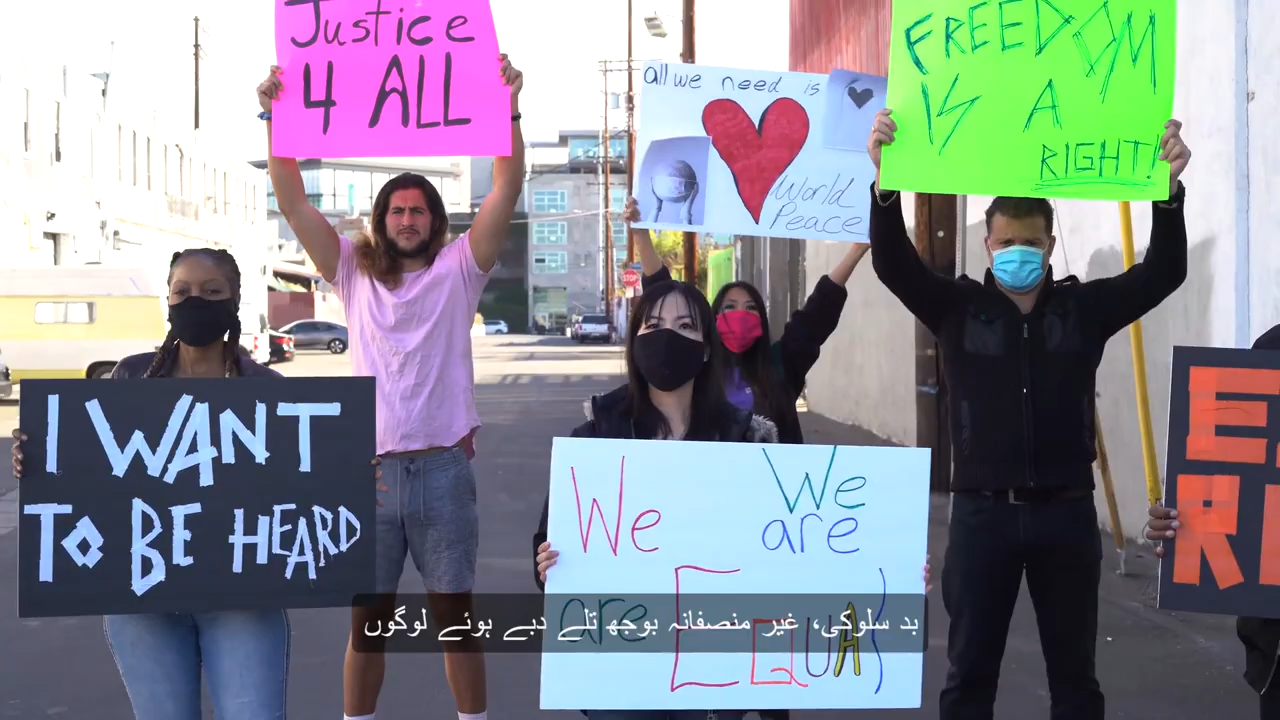 Justice
4 ALL
all we need is
World
Peace
FREEDOM
IS A
RIGHT!
STOP
I WANT
TO BE HEARD
We
are
We
are
EQUAL
بد سلوکی، غیر منصفانہ بوجھ تلے دبے ہوئے لوگوں